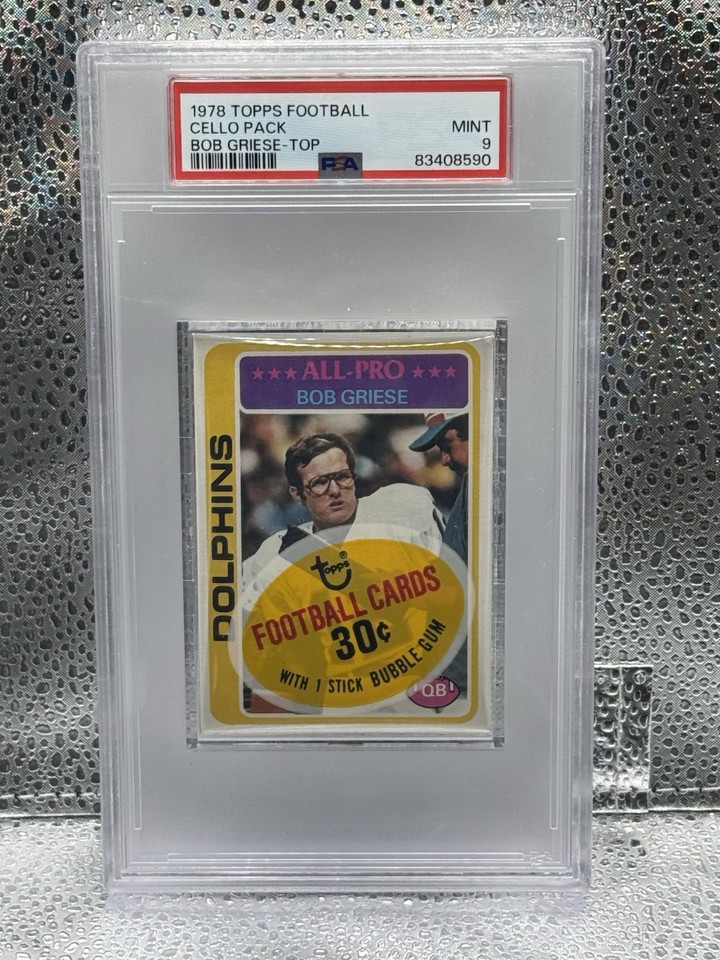 1978 TOPPS FOOTBALL
CELLO PACK MINT
BOB GRIESE-TOP 9
PSA 83408590
★★★ ALL-PRO ★★★
BOB GRIESE
DOLPHINS
topps®
FOOTBALL CARDS
30¢
WITH 1 STICK BUBBLE GUM
QB